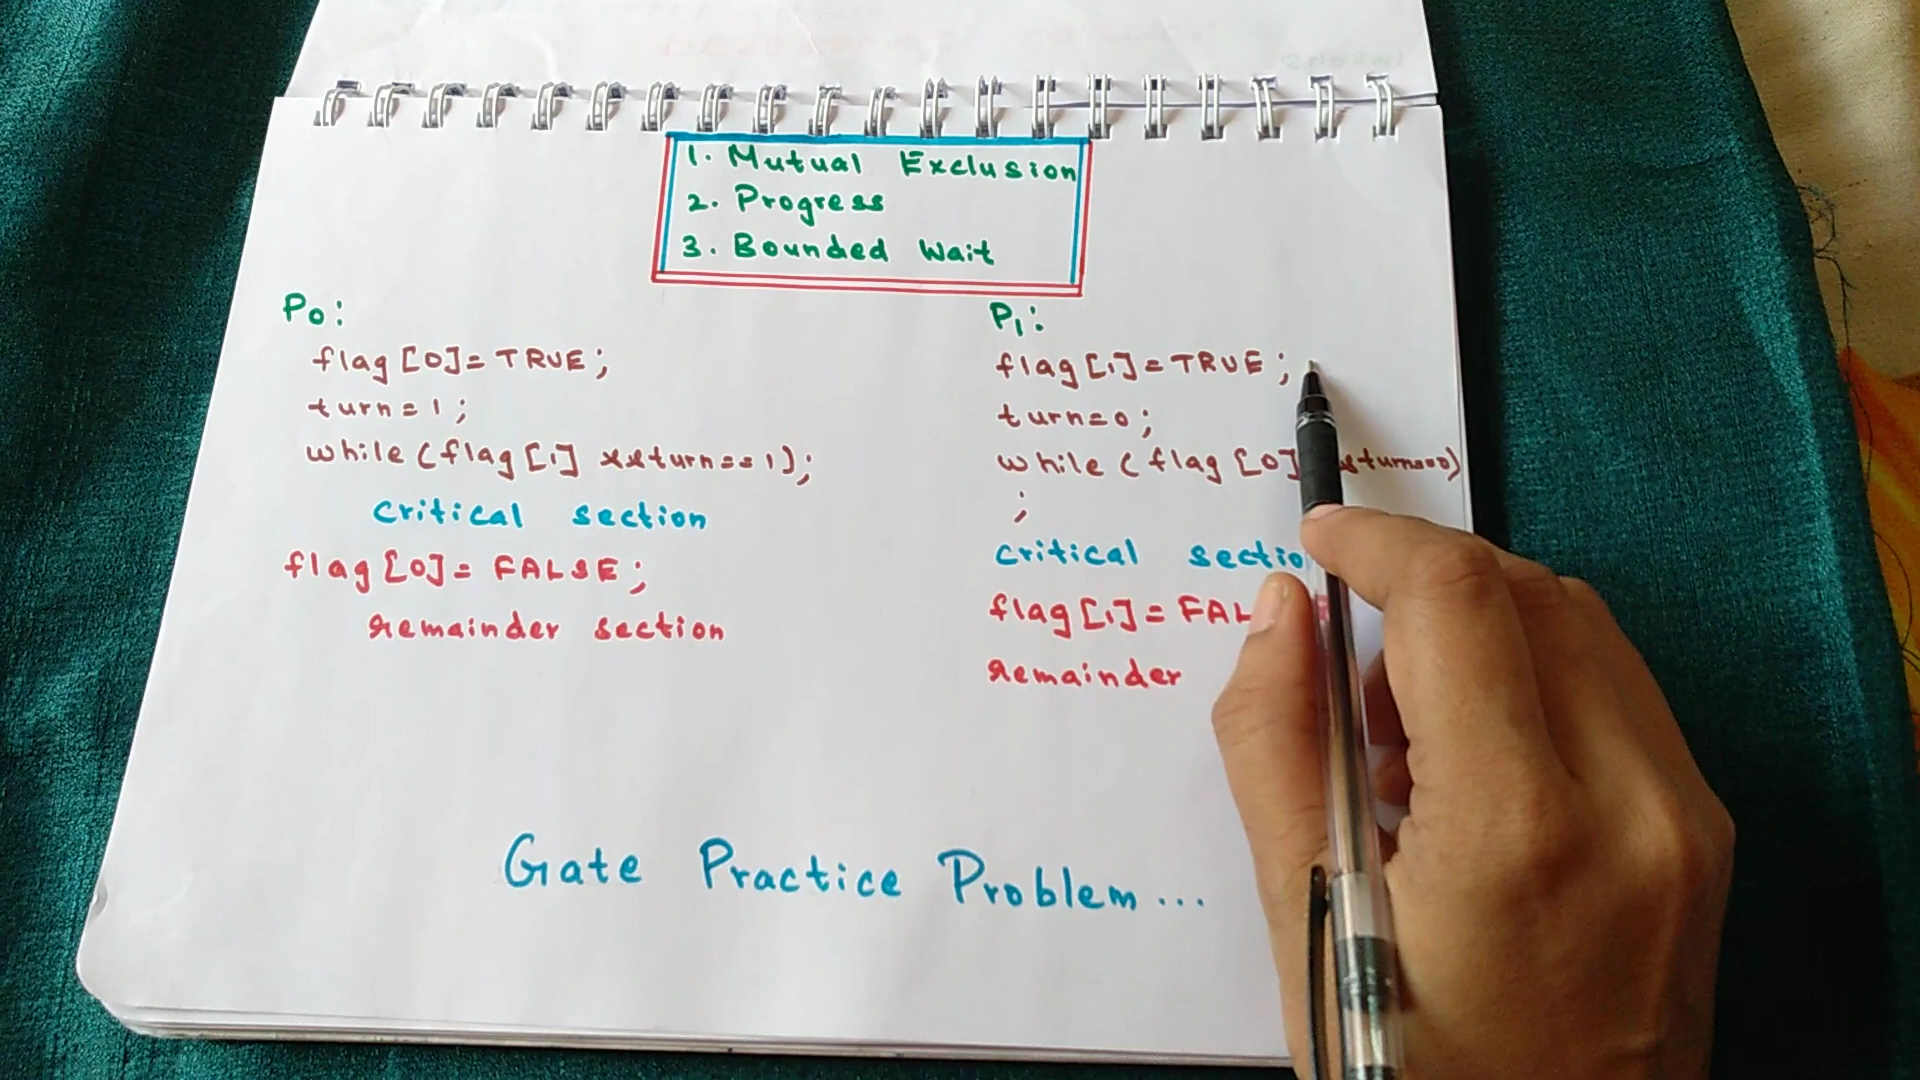 1. Mutual Exclusion
2. Progress
3. Bounded Wait
P0:
flag[0]= TRUE;
turn=1;
while(flag[1] &&turn==1);
critical section
flag[0]= FALSE;
remainder section
P1:
flag[1]=TRUE;
turn=0;
while(flag[0] turn==0)
;
critical
flag[1]=
remainder
Gate Practice Problem...